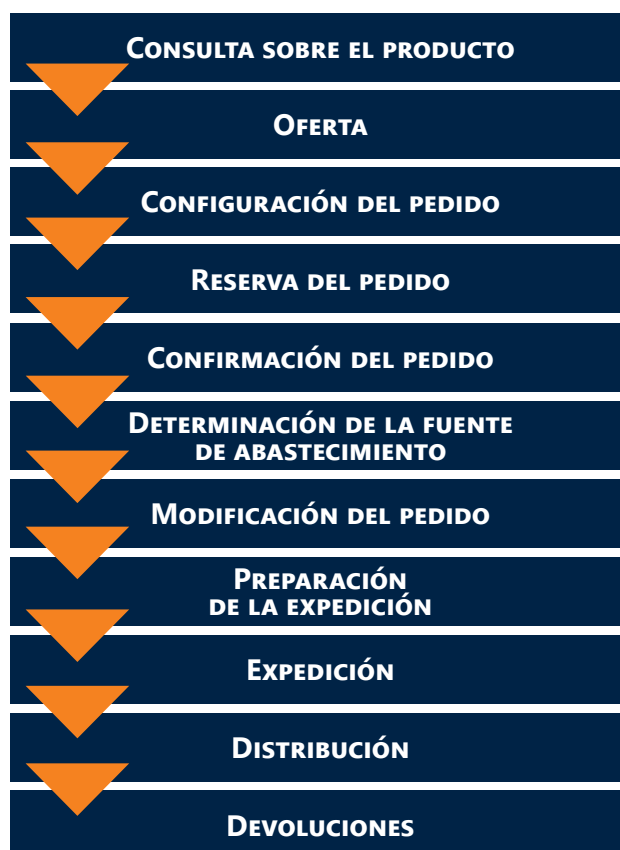 Consulta sobre el producto
Oferta
Configuración del pedido
Reserva del pedido
Confirmación del pedido
Determinación de la fuente
de abastecimiento
Modificación del pedido
Preparación
de la expedición
Expedición
Distribución
Devoluciones